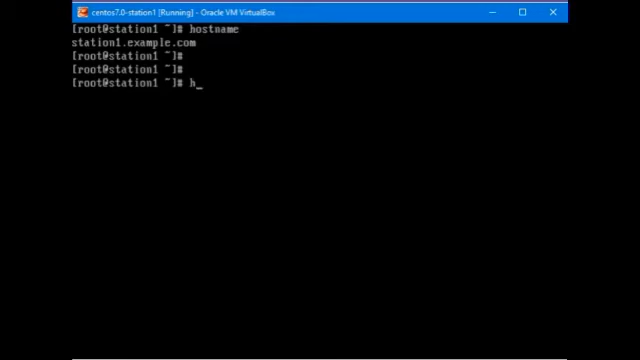 centos7.0-station1 [Running] - Oracle VM VirtualBox
[root@station1 ~]# hostname
station1.example.com
[root@station1 ~]#
[root@station1 ~]#
[root@station1 ~]# h_